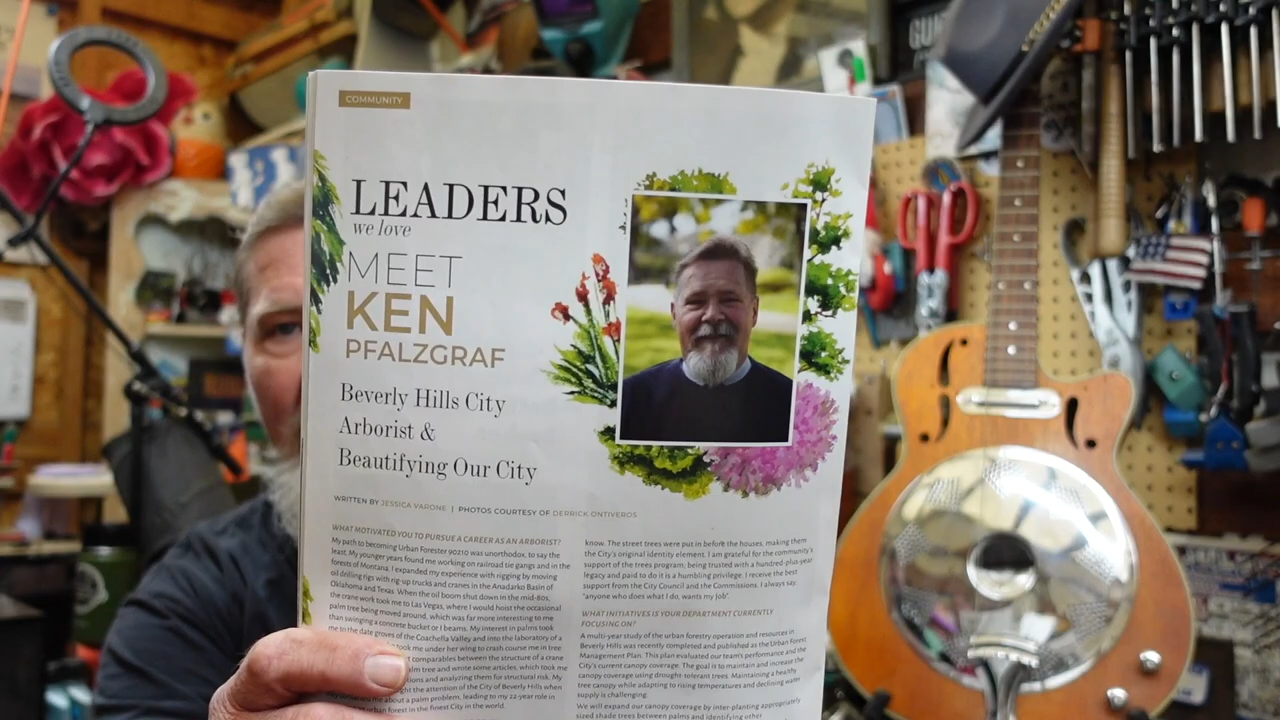 COMMUNITY
LEADERS
we love
MEET
KEN
PFALZGRAF
Beverly Hills City
Arborist &
Beautifying Our City
WRITTEN BY JESSICA VARONE | PHOTOS COURTESY OF DERRICK ONTIVEROS
WHAT MOTIVATED YOU TO PURSUE A CAREER AS AN ARBORIST?
My path to becoming Urban Forester 90210 was unorthodox, to say the
least. My younger years found me working on railroad tie gangs and in the
forests of Montana. I expanded my experience with rigging by moving
oil drilling rigs with rig-up trucks and cranes in the Anadarko Basin of
Oklahoma and Texas. When the oil boom shut down in the mid-80s,
the crane work took me to Las Vegas, where I would hoist the occasional
palm tree being moved around, which was far more interesting to me
than swinging a concrete bucket or I beams. My interest in palms took
me to the date groves of the Coachella Valley and into the laboratory of
took me under her wing to crash course me in tree
comparables between the structure of a crane
lm tree and wrote some articles, which took me
tions and analyzing them for structural risk. My
ght the attention of the City of Beverly Hills when
me about a palm problem, leading to my 22-year role in
urban forest in the finest City in the world.
know. The street trees were put in before the houses, making them
the City's original identity element. I am grateful for the community's
support of the trees program; being trusted with a hundred-plus-year
legacy and paid to do it is a humbling privilege. I receive the best
support from the City Council and the Commissions. I always say,
"anyone who does what I do, wants my job".
WHAT INITIATIVES IS YOUR DEPARTMENT CURRENTLY
FOCUSING ON?
A multi-year study of the urban forestry operation and resources in
Beverly Hills was recently completed and published as the Urban Forest
Management Plan. This plan evaluated our team's performance and the
City's current canopy coverage. The goal is to maintain and increase the
canopy coverage using drought-tolerant trees. Maintaining a healthy
tree canopy while adapting to rising temperatures and declining water
supply is challenging.
We will expand our canopy coverage by inter-planting appropriately
sized shade trees between palms and identifying other